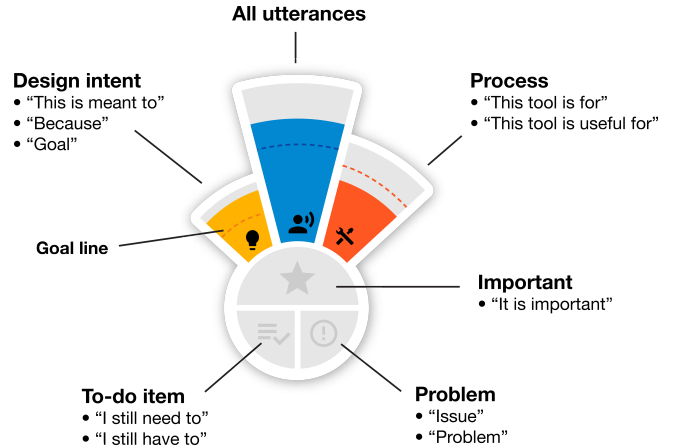 All utterances
Design intent
• “This is meant to”
• “Because”
• “Goal”
Process
• “This tool is for”
• “This tool is useful for”
Goal line
Important
• “It is important”
To-do item
• “I still need to”
• “I still have to”
Problem
• “Issue”
• “Problem”